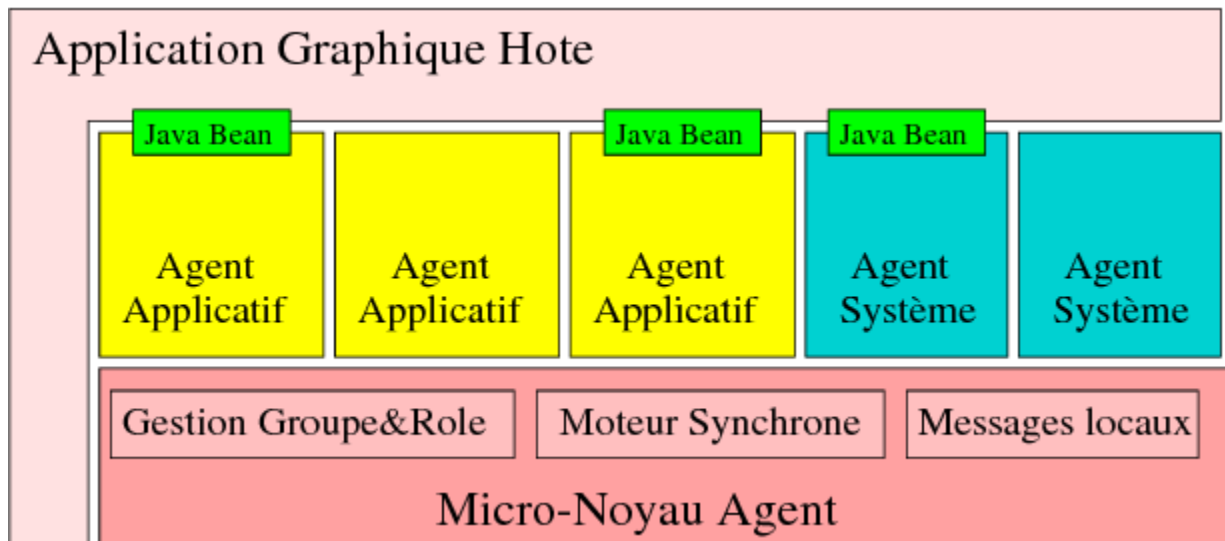 Application Graphique Hote
Java Bean
Java Bean
Java Bean
Agent
Applicatif
Agent
Applicatif
Agent
Applicatif
Agent
Système
Agent
Système
Gestion Groupe&Role
Moteur Synchrone
Messages locaux
Micro-Noyau Agent